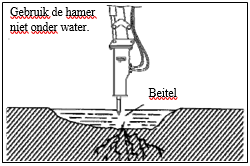 Gebruik de hamer
niet onder water.
Beitel